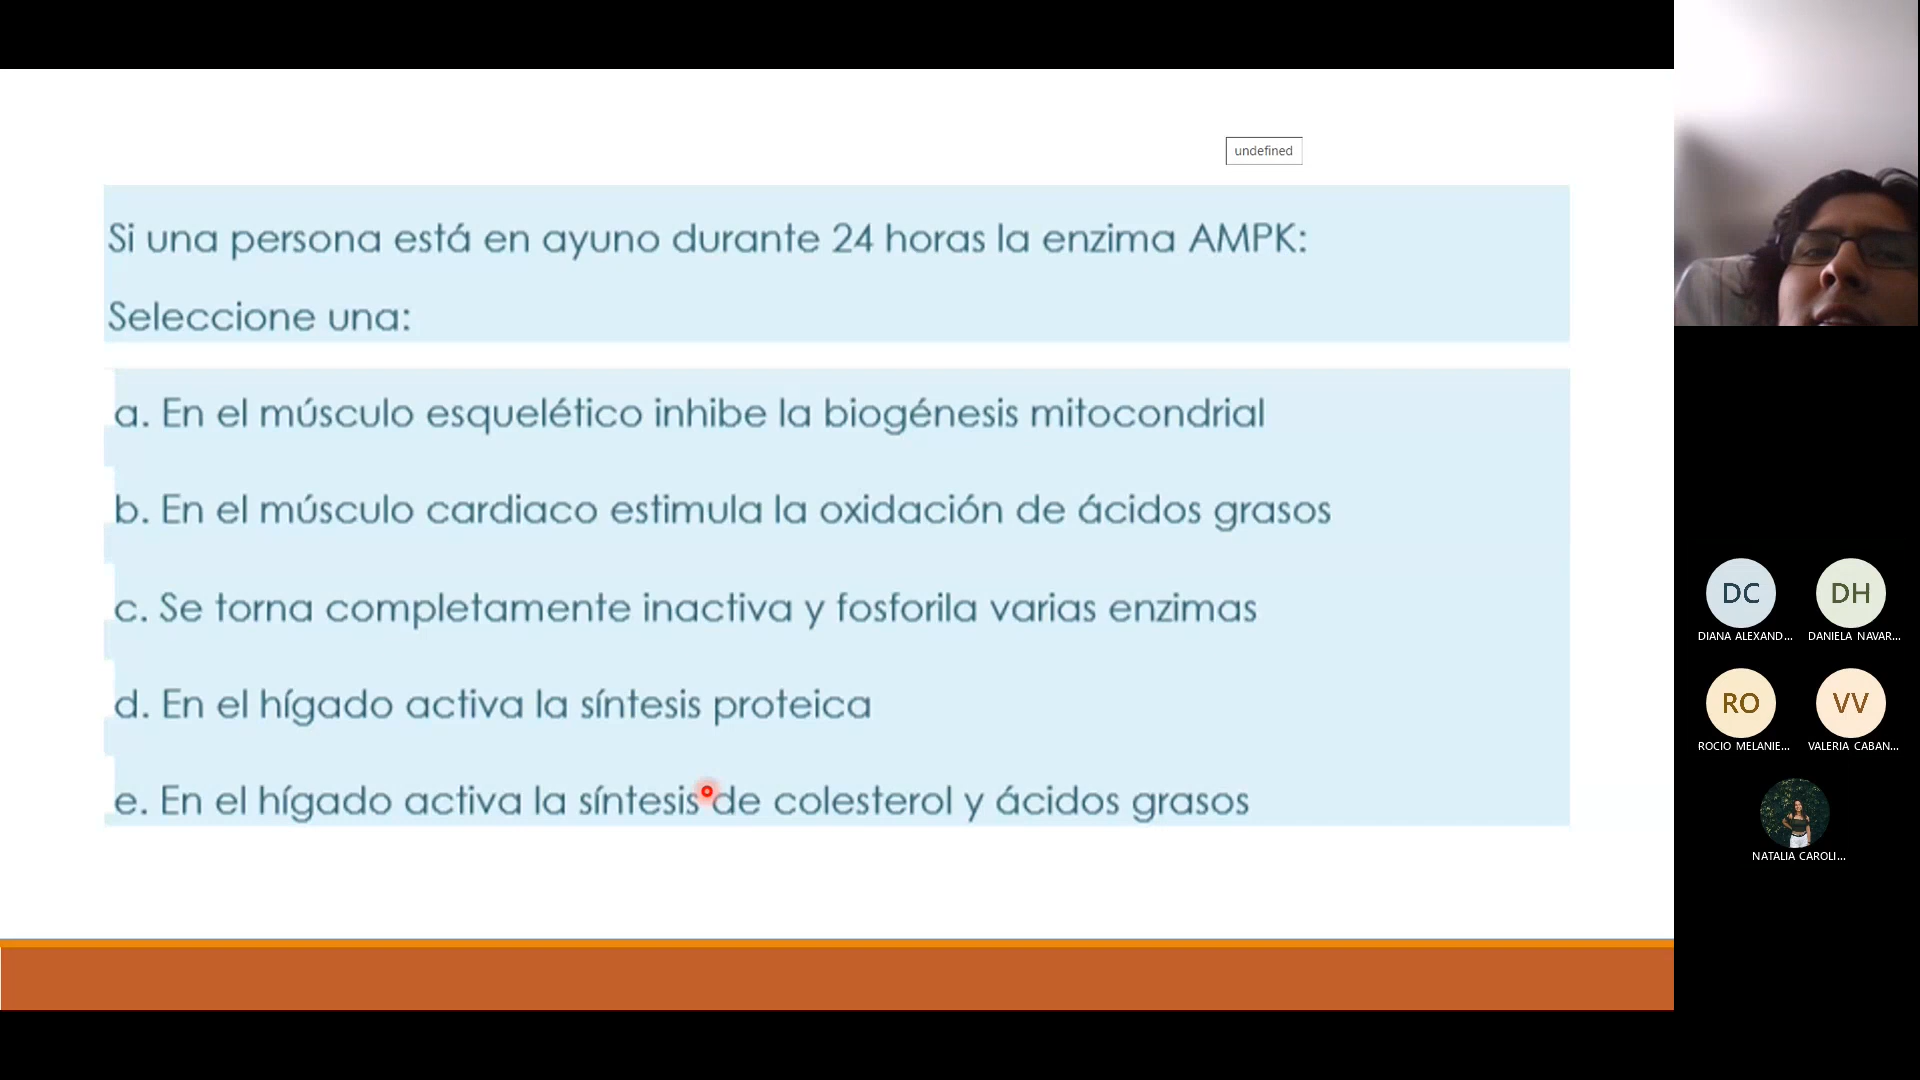 undefined
Si una persona está en ayuno durante 24 horas la enzima AMPK:
Seleccione una:
a. En el músculo esquelético inhibe la biogénesis mitocondrial
b. En el músculo cardiaco estimula la oxidación de ácidos grasos
c. Se torna completamente inactiva y fosforila varias enzimas
d. En el hígado activa la síntesis proteica
e. En el hígado activa la síntesis de colesterol y ácidos grasos
DC DH
DIANA ALEXAND... DANIELA NAVAR...
RO VV
ROCIO MELANIE... VALERIA CABAN...
NATALIA CAROLI...